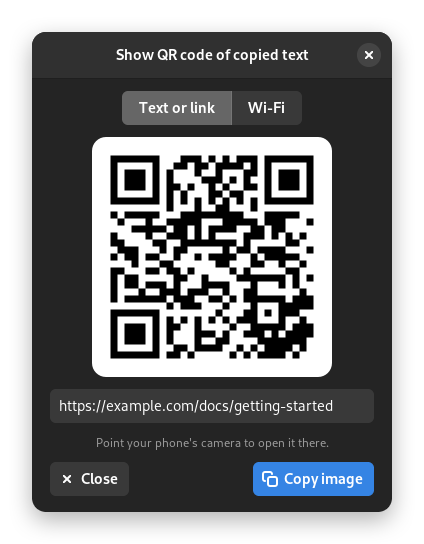 Show QR code of copied text
Text or link
Wi-Fi
https://example.com/docs/getting-started
Point your phone's camera to open it there.
Close
Copy image